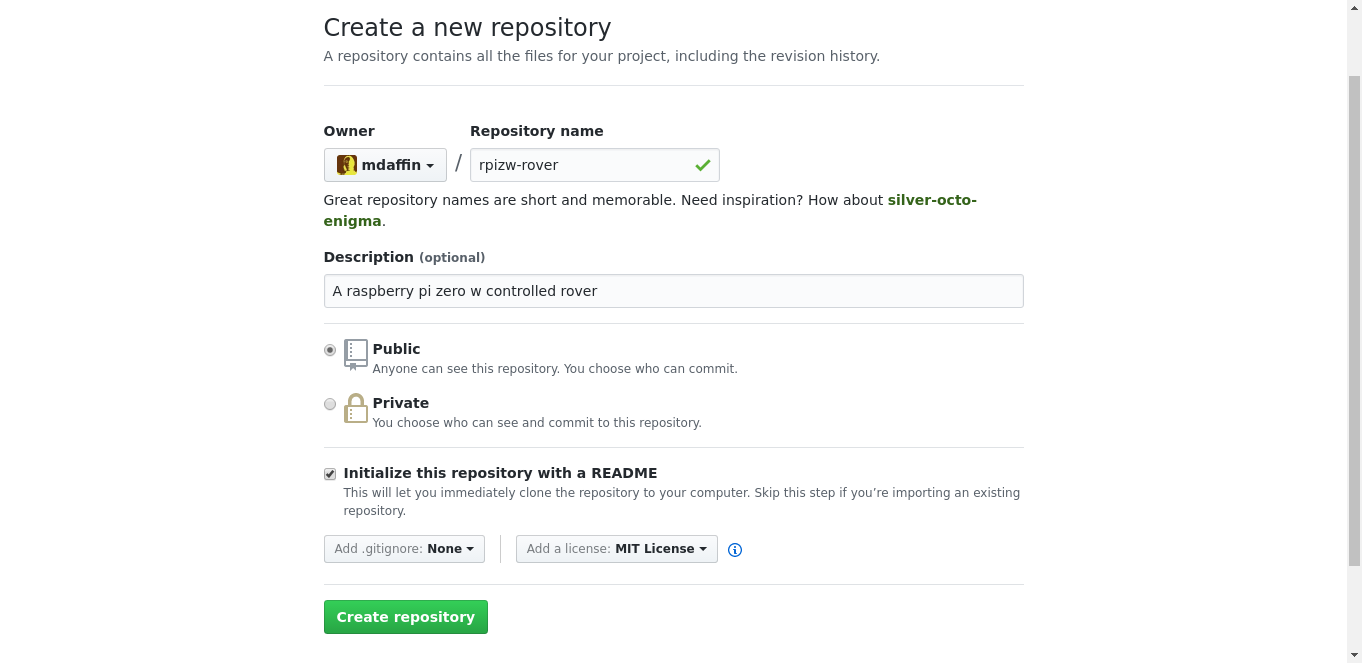 Create a new repository
A repository contains all the files for your project, including the revision history.
Owner
Repository name
mdaffin / rpizw-rover
Great repository names are short and memorable. Need inspiration? How about silver-octo-
enigma.
Description (optional)
A raspberry pi zero w controlled rover
Public
Anyone can see this repository. You choose who can commit.
Private
You choose who can see and commit to this repository.
Initialize this repository with a README
This will let you immediately clone the repository to your computer. Skip this step if you’re importing an existing
repository.
Add .gitignore: None
Add a license: MIT License
Create repository